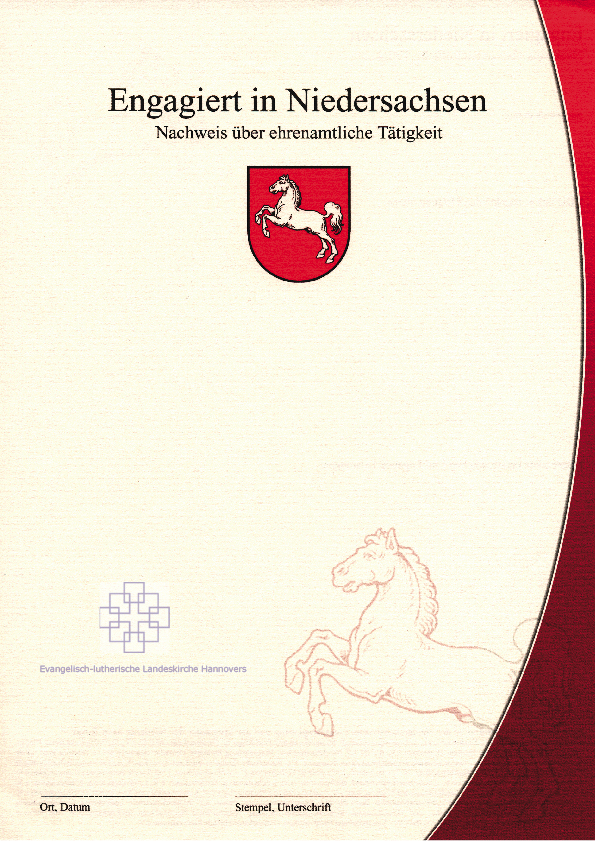 Engagiert in Niedersachsen
Nachweis über ehrenamtliche Tätigkeit
Evangelisch-lutherische Landeskirche Hannovers
Ort, Datum
Stempel, Unterschrift